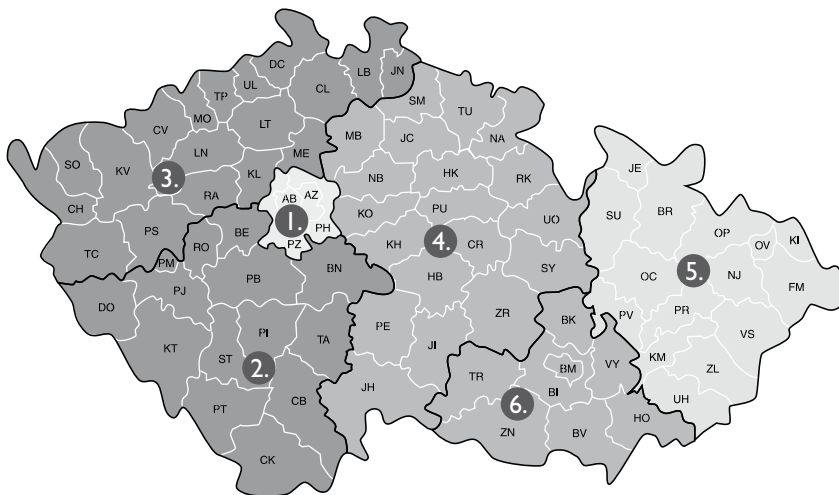 DC
LB
JN
UL
TP
CL
SM
TU
MO
CV
LT
MB
JC
NA
LN
ME
SO
KV
3.
KL
NB
HK
RK
JE
RA
AB
AZ
CH
KO
PU
UO
SU
BR
PS
RO
BE
1.
PH
OP
OV
KI
TC
PM
PZ
KH
4.
CR
BN
SY
OC
5.
NJ
FM
PJ
PB
HB
DO
PV
PR
PI
ZR
BK
VS
KT
ST
TA
PE
JI
VY
KM
ZL
2.
TR
BM
JH
BI
CB
UH
PT
6.
HO
ZN
BV
CK